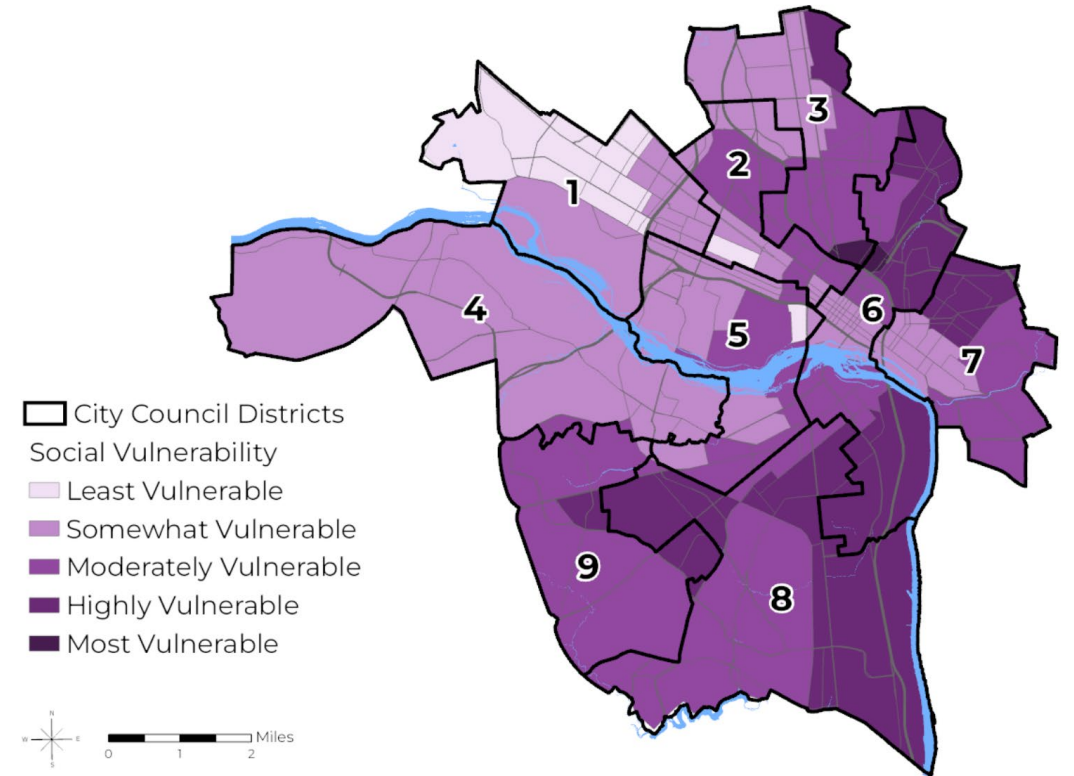 3
2
1
6
4
5
7
City Council Districts
Social Vulnerability
Least Vulnerable
Somewhat Vulnerable
Moderately Vulnerable
9
Highly Vulnerable
8
Most Vulnerable
N
W E
S
Miles
0 1 2